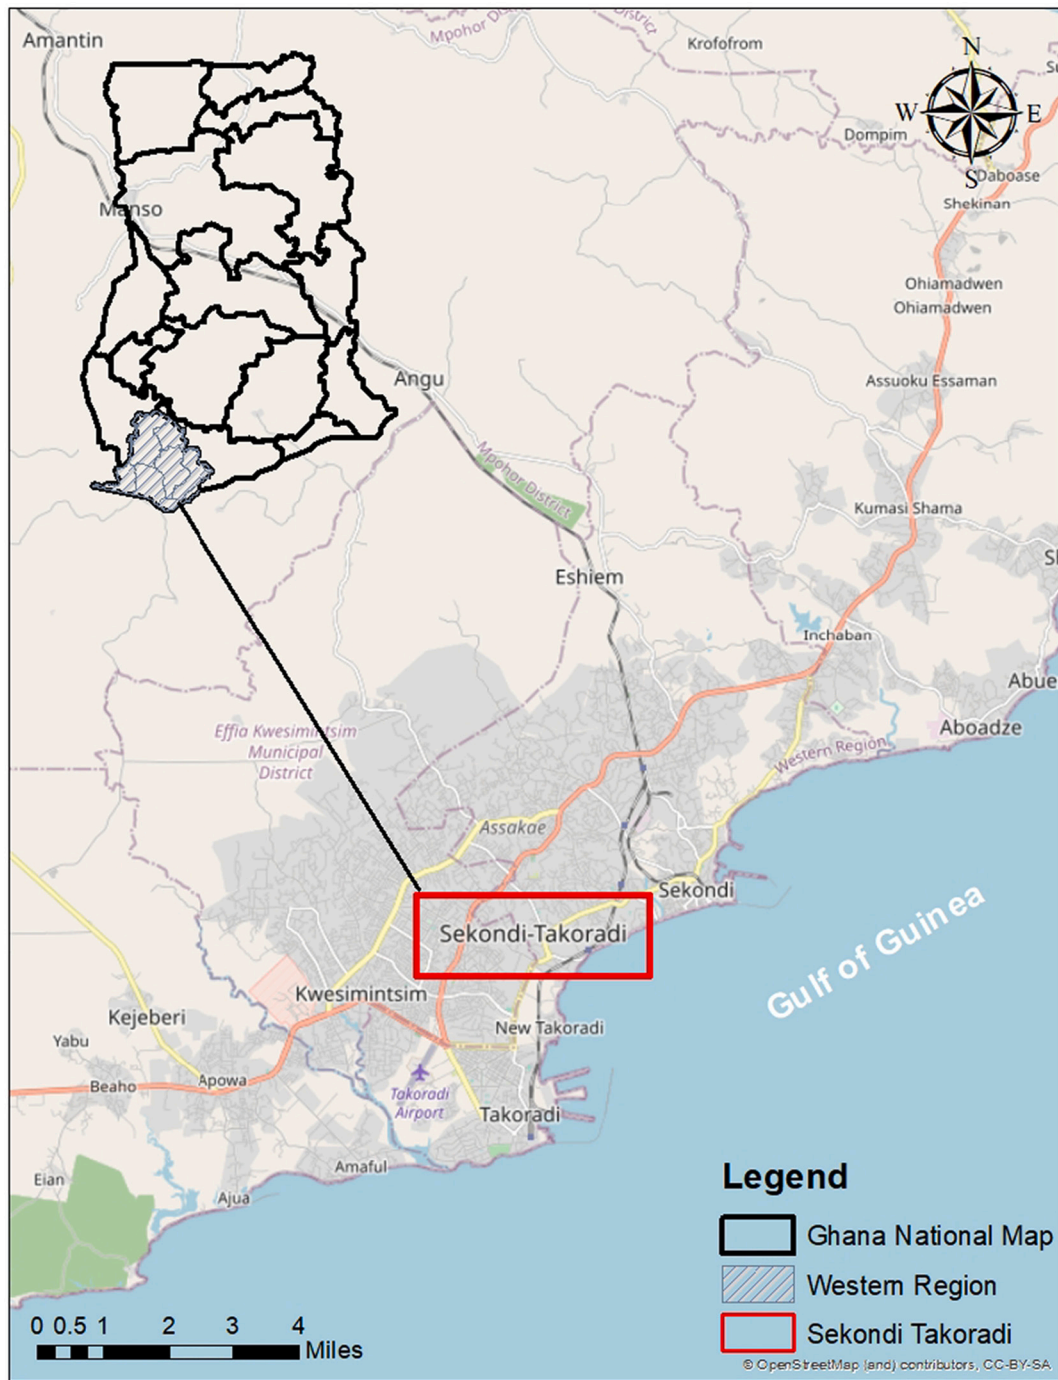 Amantin
Mpohor D
District
Krofofrom
N
W
E
S
Dompim
Daboase
Shekinan
Manso
Ohiamadwen
Ohiamadwen
Angu
Assuoku Essaman
Mpohor District
Kumasi Shama
Eshiem
Inchaban
Abue
Effia Kwesimintsim
Municipal
District
Western Region
Aboadze
Assakae
Sekondi
Sekondi-Takoradi
Gulf of Guinea
Kwesimintsim
Kejeberi
New Takoradi
Yabu
Beaho
Apowa
Takoradi
Airport
Takoradi
Amaful
Eian
Ajua
Legend
Ghana National Map
Western Region
Sekondi Takoradi
0 0.5 1 2 3 4
Miles
© OpenStreetMap (and) contributors, CC-BY-SA